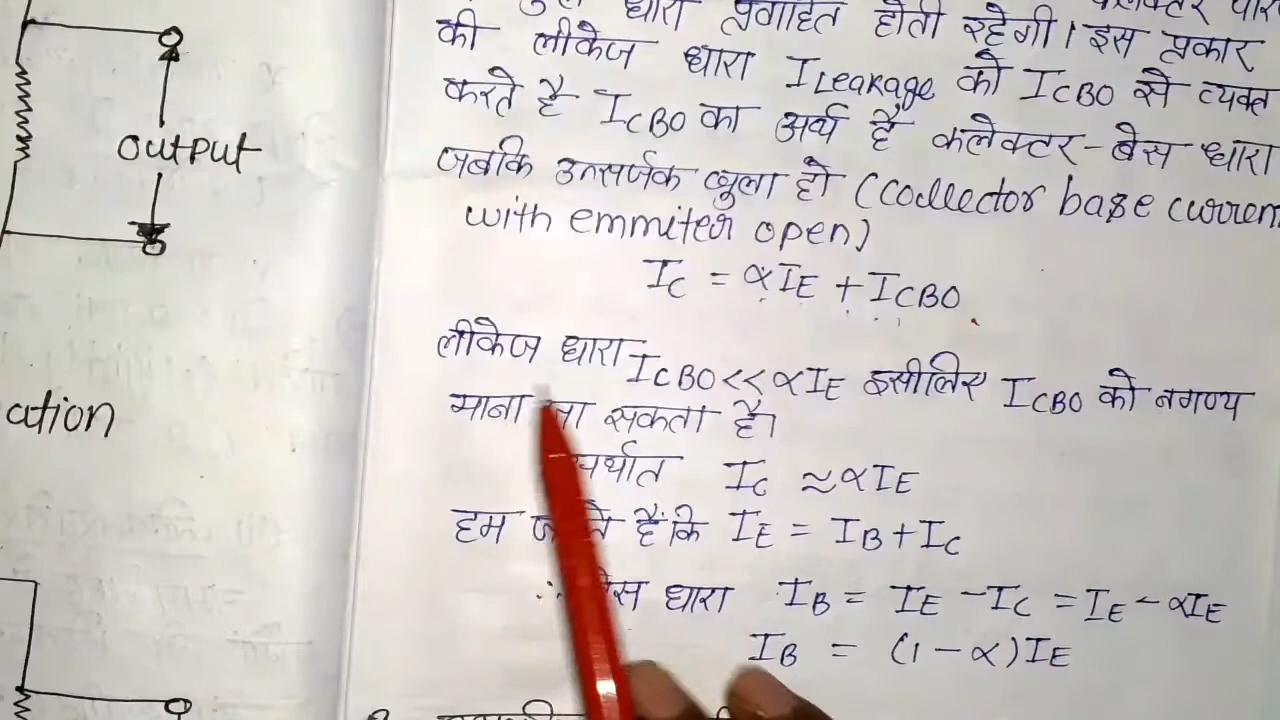 धारा प्रवाहित होती रहेगी। इस प्रकार
की लीकेज धारा ILeakage को ICBO से व्यक्त
करते है ICBO का अर्थ है कलेक्टर-बेस धारा
जबकि उत्सर्जक खुला हो (collector base curren
with emmiter open)
IC = αIE + ICBO
लीकेज धारा ICBO << αIE इसीलिए ICBO को नगण्य
माना जा सकता है।
अर्थात IC ≈ αIE
हम है कि IE = IB + IC
∴ बेस धारा IB = IE - IC = IE - αIE
IB = (1 - α)IE
output
ation